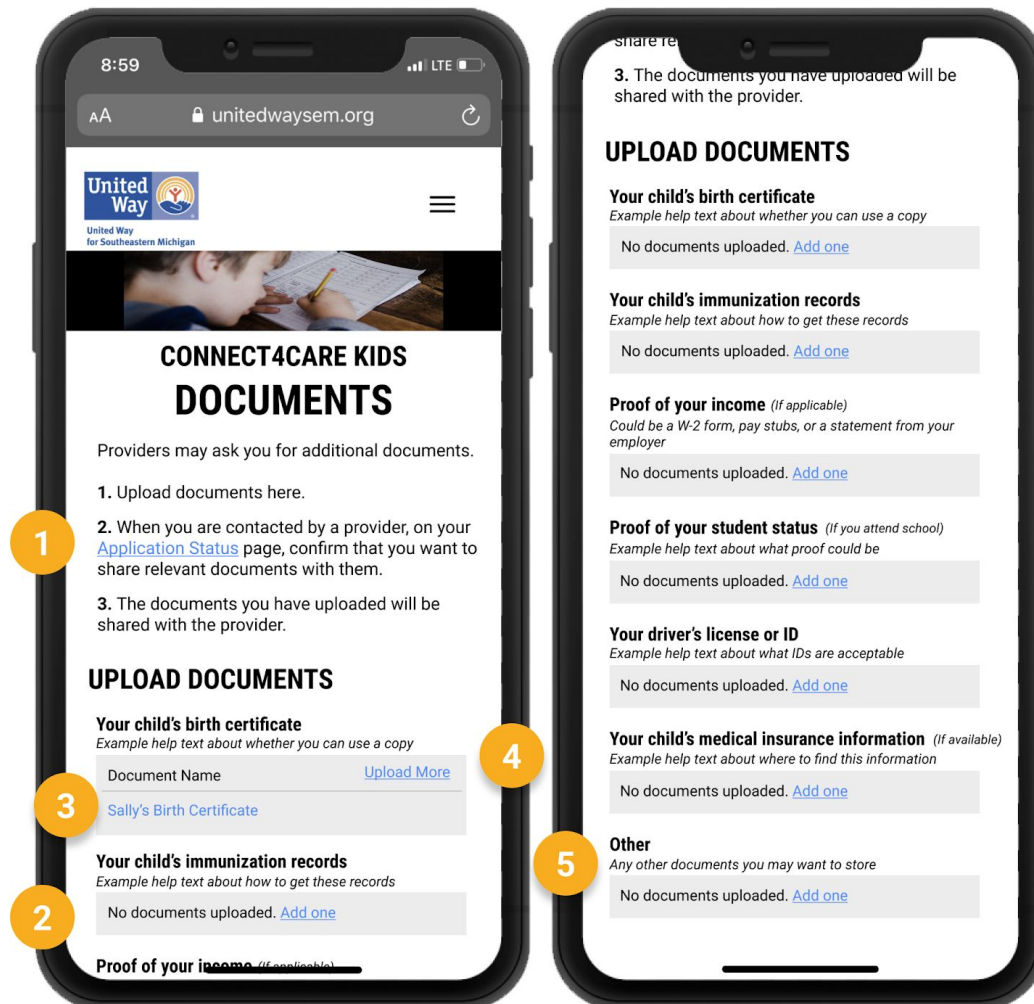 8:59
LTE
AA
unitedwaysem.org
United
Way
United Way
for Southeastern Michigan
CONNECT4CARE KIDS
DOCUMENTS
Providers may ask you for additional documents.
1. Upload documents here.
1
2. When you are contacted by a provider, on your
Application Status page, confirm that you want to
share relevant documents with them.
3. The documents you have uploaded will be
shared with the provider.
UPLOAD DOCUMENTS
Your child's birth certificate
Example help text about whether you can use a copy
4
Document Name Upload More
3
Sally's Birth Certificate
Your child's immunization records
Example help text about how to get these records
2
No documents uploaded. Add one
Proof of your income (If applicable)
share
3. The documents you have uploaded will be
shared with the provider.
UPLOAD DOCUMENTS
Your child's birth certificate
Example help text about whether you can use a copy
No documents uploaded. Add one
Your child's immunization records
Example help text about how to get these records
No documents uploaded. Add one
Proof of your income (If applicable)
Could be a W-2 form, pay stubs, or a statement from your
employer
No documents uploaded. Add one
Proof of your student status (If you attend school)
Example help text about what proof could be
No documents uploaded. Add one
Your driver's license or ID
Example help text about what IDs are acceptable
No documents uploaded. Add one
Your child's medical insurance information (If available)
Example help text about where to find this information
No documents uploaded. Add one
5
Other
Any other documents you may want to store
No documents uploaded. Add one